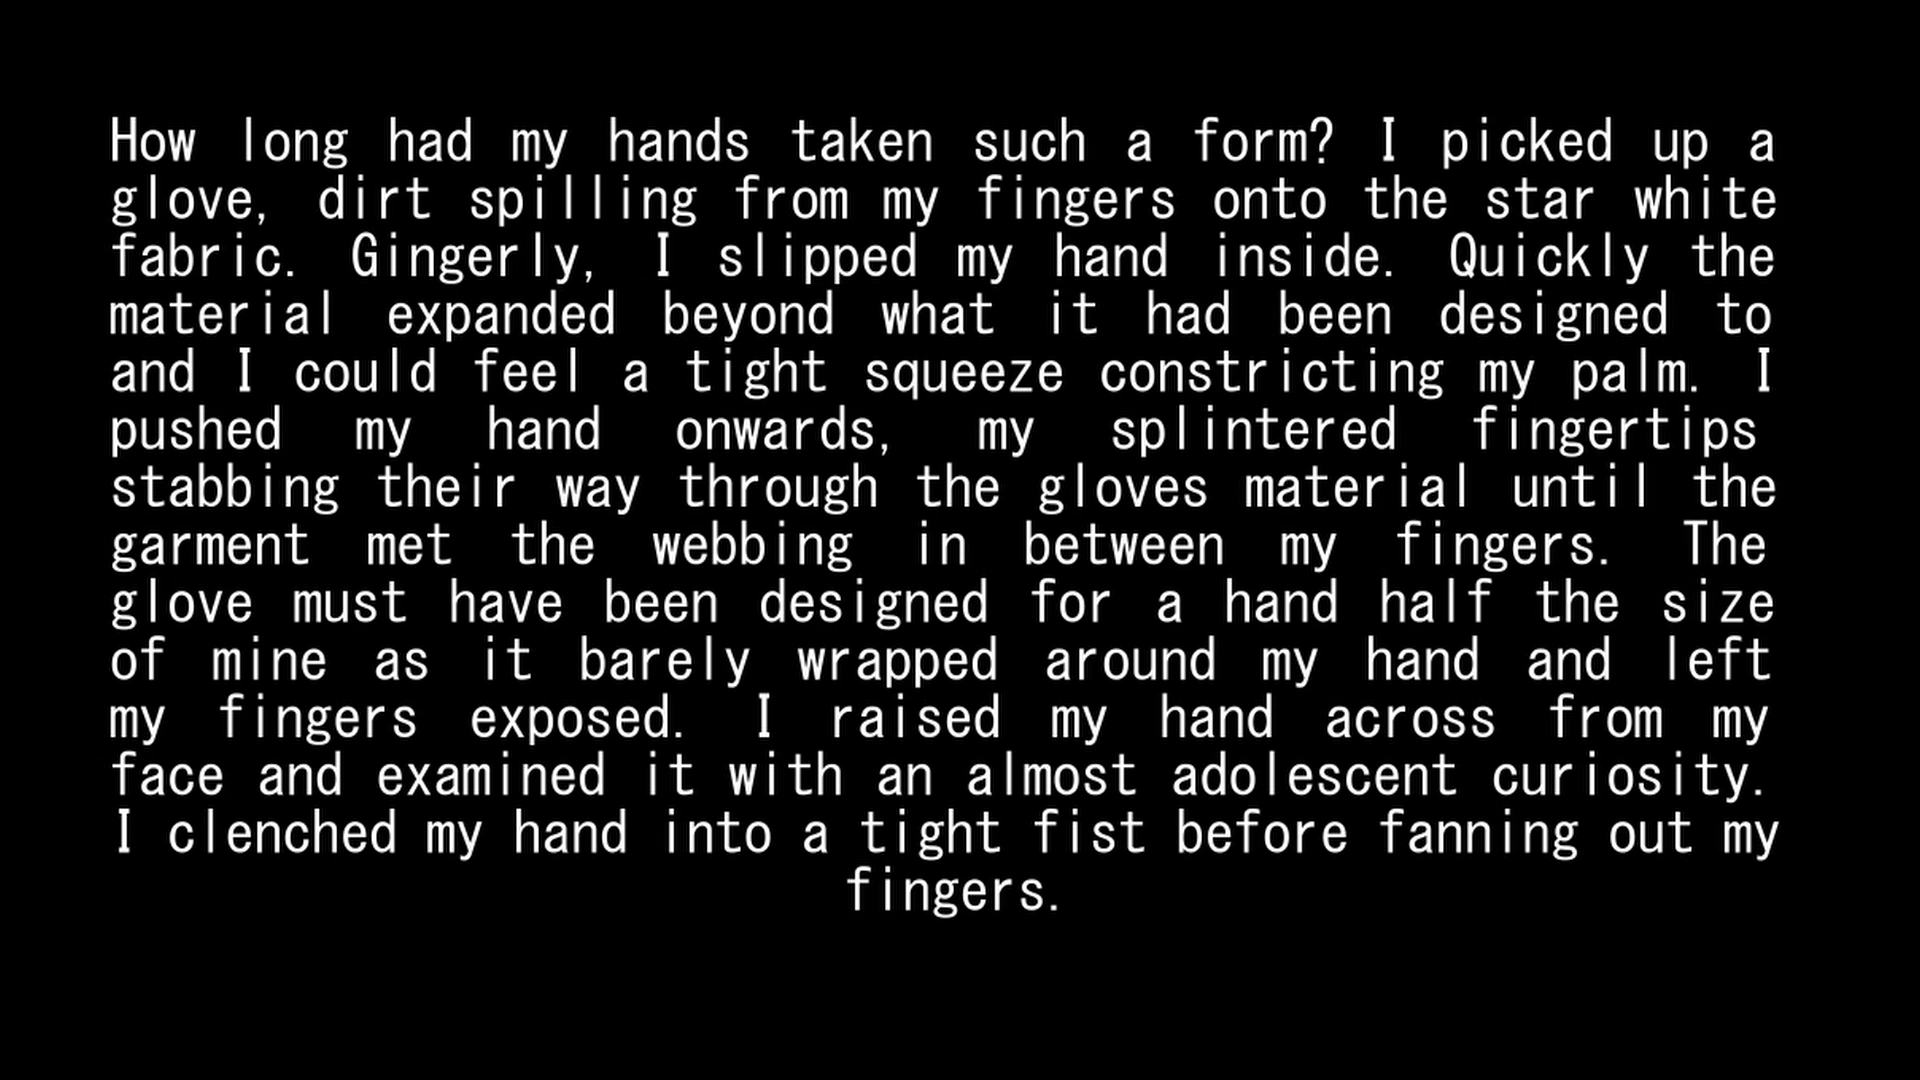 How long had my hands taken such a form? I picked up a
glove, dirt spilling from my fingers onto the star white
fabric. Gingerly, I slipped my hand inside. Quickly the
material expanded beyond what it had been designed to
and I could feel a tight squeeze constricting my palm. I
pushed my hand onwards, my splintered fingertips
stabbing their way through the gloves material until the
garment met the webbing in between my fingers. The
glove must have been designed for a hand half the size
of mine as it barely wrapped around my hand and left
my fingers exposed. I raised my hand across from my
face and examined it with an almost adolescent curiosity.
I clenched my hand into a tight fist before fanning out my
fingers.